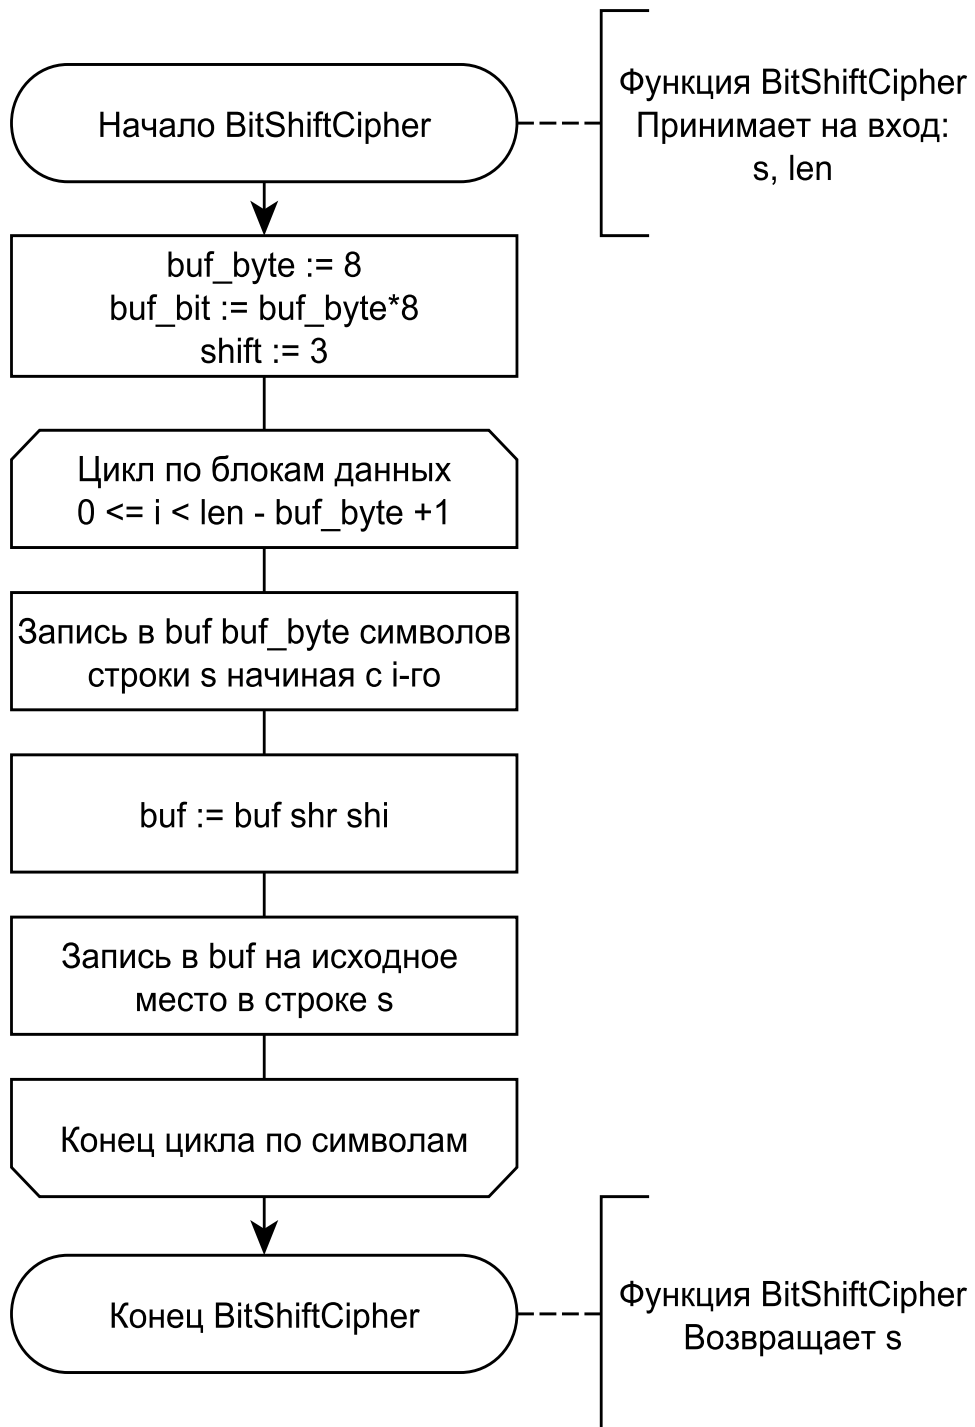 Начало BitShiftCipher
Функция BitShiftCipher
Принимает на вход:
s, len
buf_byte := 8
buf_bit := buf_byte*8
shift := 3
Цикл по блокам данных
0 <= i < len - buf_byte +1
Запись в buf buf_byte символов
строки s начиная с i-го
buf := buf shr shi
Запись в buf на исходное
место в строке s
Конец цикла по символам
Конец BitShiftCipher
Функция BitShiftCipher
Возвращает s